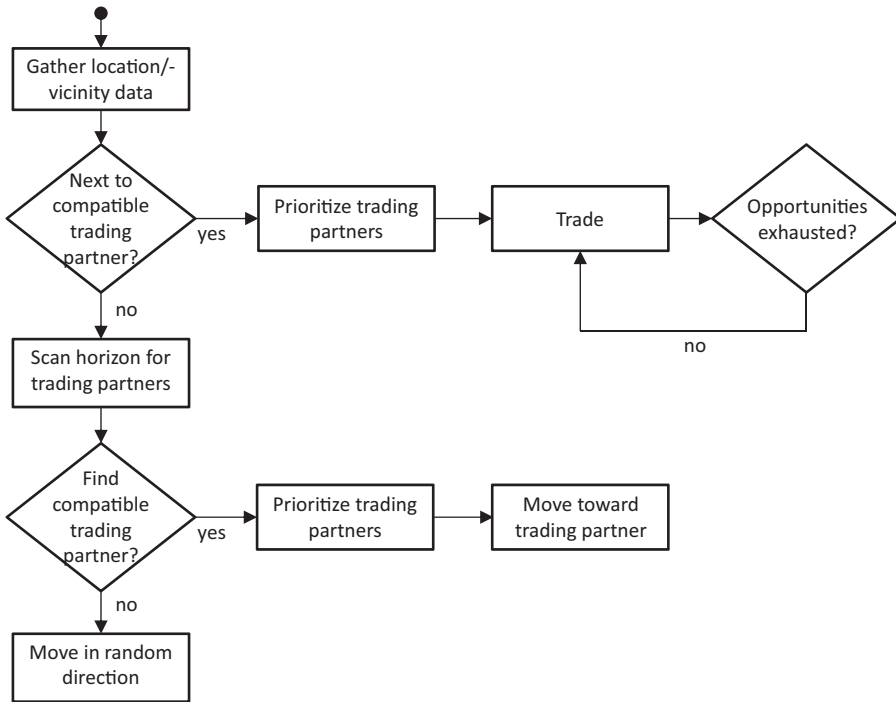 Gather location/-
vicinity data
Next to
compatible
trading
partner?
yes
Prioritize trading
partners
Trade
Opportunities
exhausted?
no
no
Scan horizon for
trading partners
Find
compatible
trading
partner?
yes
Prioritize trading
partners
Move toward
trading partner
no
Move in random
direction